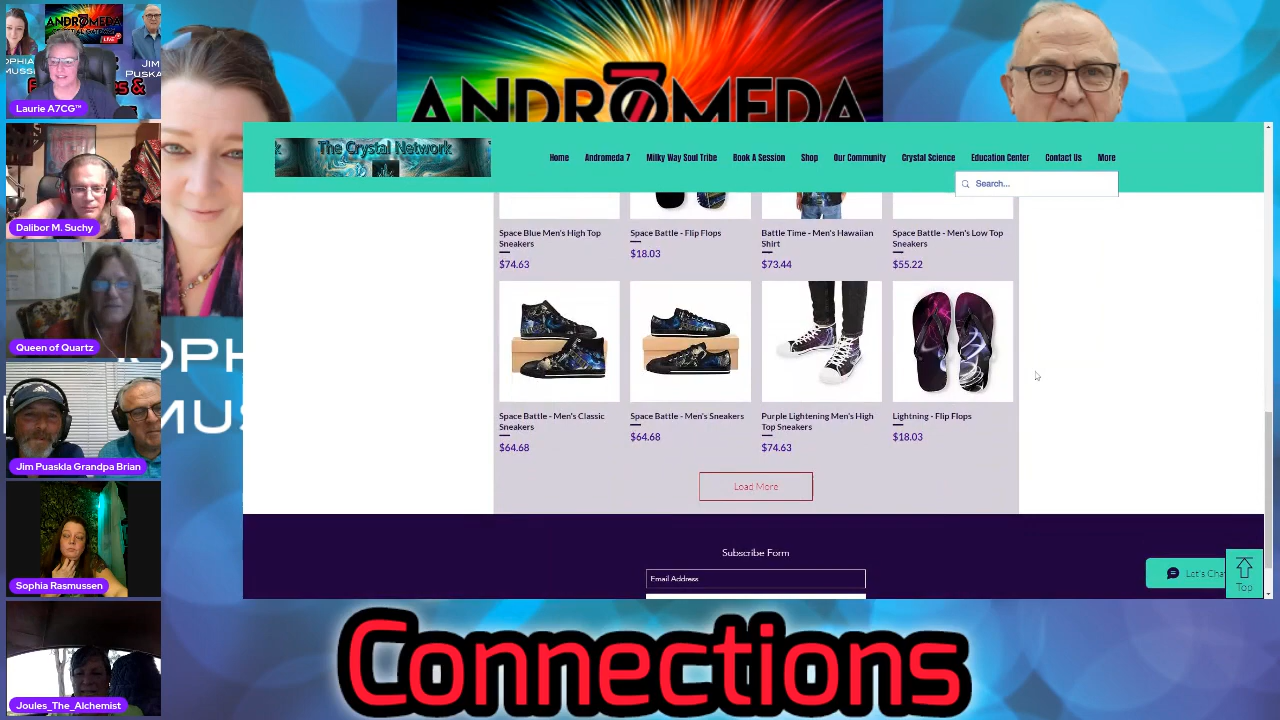 ANDROMEDA
LIVE
Laurie A7CG™
Dalibor M. Suchy
Queen of Quartz
Jim Puaskla Grandpa Brian
Sophia Rasmussen
Joules_The_Alchemist
ANDROMEDA
7
The Crystal Network
Home
Andromeda 7
Milky Way Soul Tribe
Book A Session
Shop
Our Community
Crystal Science
Education Center
Contact Us
More
Search...
Space Blue Men's High Top
Sneakers
$74.63
Space Battle - Flip Flops
$18.03
Battle Time - Men's Hawaiian
Shirt
$73.44
Space Battle - Men's Low Top
Sneakers
$55.22
Space Battle - Men's Classic
Sneakers
$64.68
Space Battle - Men's Sneakers
$64.68
Purple Lightening Men's High
Top Sneakers
$74.63
Lightning - Flip Flops
$18.03
Load More
Subscribe Form
Email Address
Let's Cha
Top
Connections